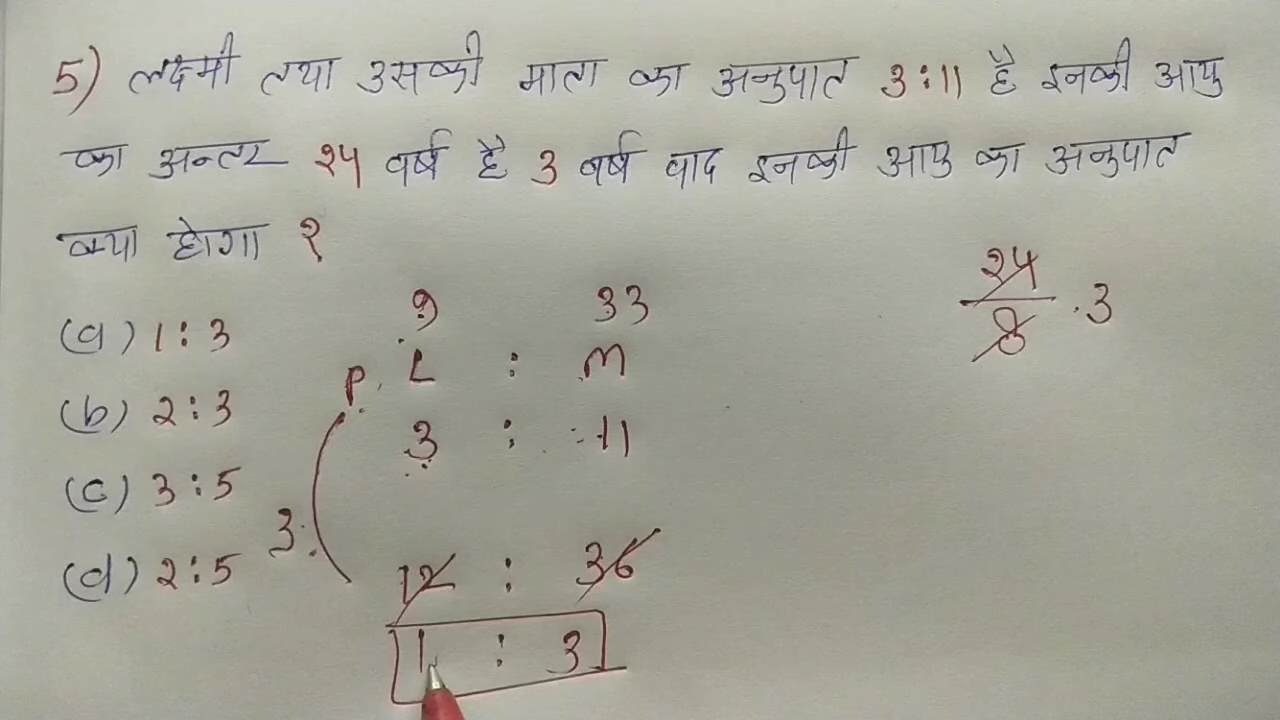 5) लक्ष्मी तथा उसकी माता का अनुपात 3:11 है इनकी आयु
का अन्तर 24 वर्ष है 3 वर्ष बाद इनकी आयु का अनुपात
क्या होगा ?
(a) 1:3
(b) 2:3
(c) 3:5
(d) 2:5
9 33
P. L : M
3 : 11
3
12 : 36
1 : 3
24
8 . 3